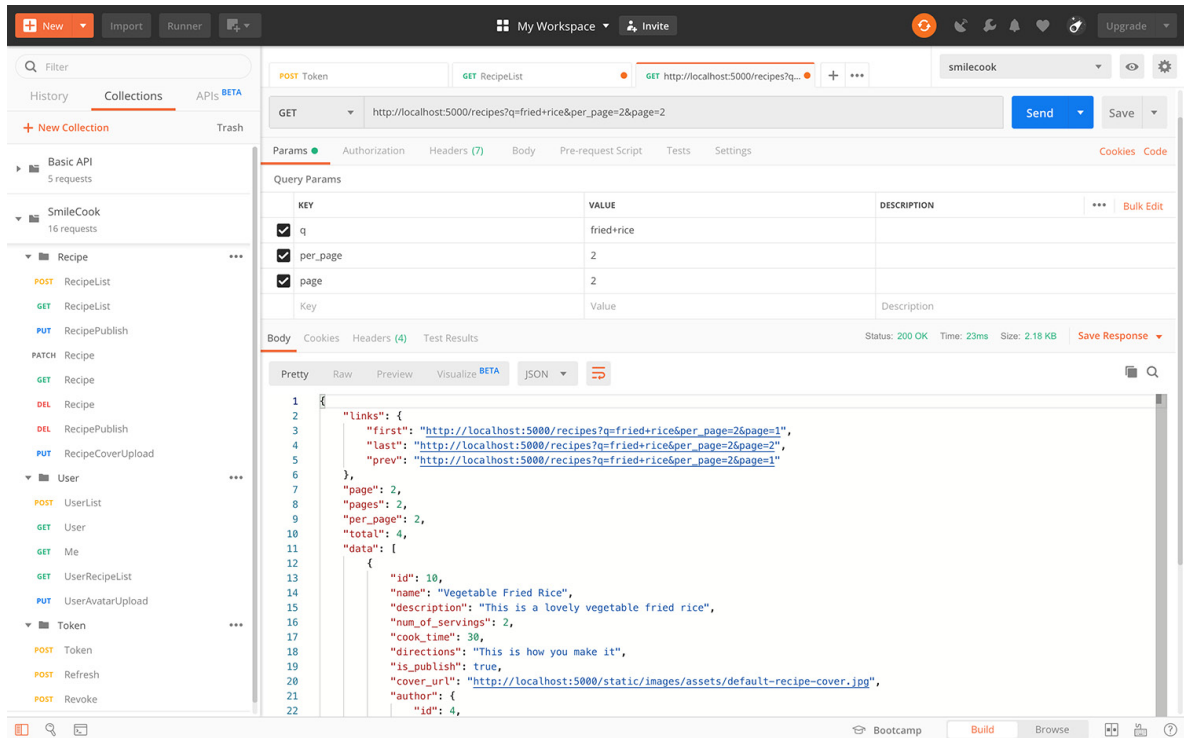 New Import Runner My Workspace Invite Upgrade
Filter
History Collections APIs BETA
+ New Collection Trash
Basic API
5 requests
SmileCook
16 requests
Recipe
POST RecipeList
GET RecipeList
PUT RecipePublish
PATCH Recipe
GET Recipe
DEL Recipe
DEL RecipePublish
PUT RecipeCoverUpload
User
POST UserList
GET User
GET Me
GET UserRecipeList
PUT UserAvatarUpload
Token
POST Token
POST Refresh
POST Revoke
POST Token GET RecipeList GET http://localhost:5000/recipes?q... + ••• smilecook
GET http://localhost:5000/recipes?q=fried+rice&per_page=2&page=2 Send Save
Params Authorization Headers (7) Body Pre-request Script Tests Settings Cookies Code
Query Params
KEY VALUE DESCRIPTION ••• Bulk Edit
q fried+rice
per_page 2
page 2
Key Value Description
Body Cookies Headers (4) Test Results Status: 200 OK Time: 23ms Size: 2.18 KB Save Response
Pretty Raw Preview Visualize BETA JSON
1 {
2 "links": {
3 "first": "http://localhost:5000/recipes?q=fried+rice&per_page=2&page=1",
4 "last": "http://localhost:5000/recipes?q=fried+rice&per_page=2&page=2",
5 "prev": "http://localhost:5000/recipes?q=fried+rice&per_page=2&page=1"
6 },
7 "page": 2,
8 "pages": 2,
9 "per_page": 2,
10 "total": 4,
11 "data": [
12 {
13 "id": 10,
14 "name": "Vegetable Fried Rice",
15 "description": "This is a lovely vegetable fried rice",
16 "num_of_servings": 2,
17 "cook_time": 30,
18 "directions": "This is how you make it",
19 "is_publish": true,
20 "cover_url": "http://localhost:5000/static/images/assets/default-recipe-cover.jpg",
21 "author": {
22 "id": 4,
Bootcamp Build Browse